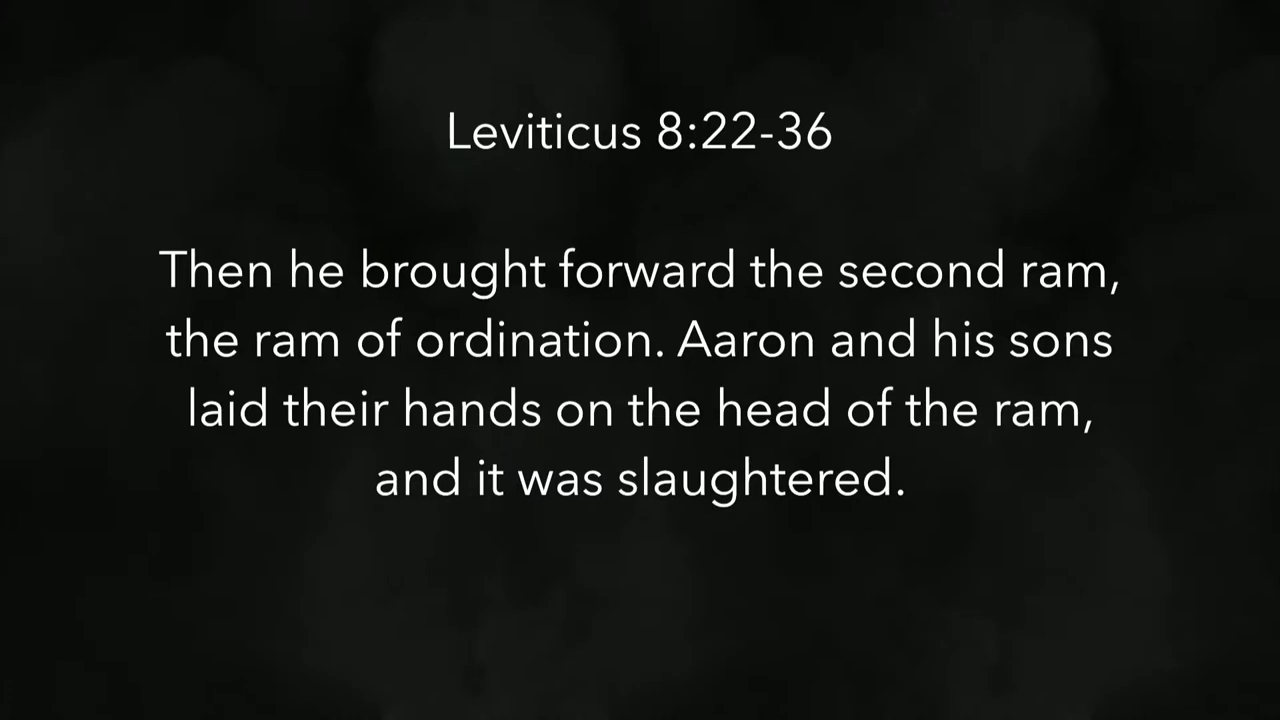 Leviticus 8:22-36
Then he brought forward the second ram,
the ram of ordination. Aaron and his sons
laid their hands on the head of the ram,
and it was slaughtered.